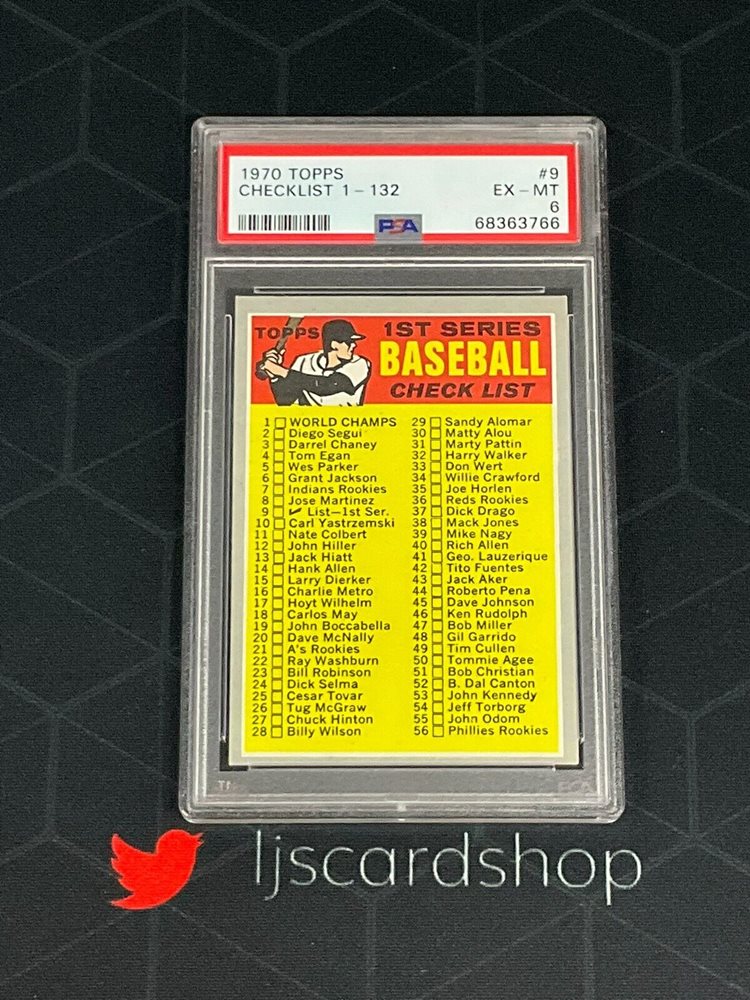 1970 TOPPS #9
CHECKLIST 1-132 EX-MT
6
PSA 68363766
TOPPS 1ST SERIES
BASEBALL
CHECK LIST
1 WORLD CHAMPS
2 Diego Segui
3 Darrel Chaney
4 Tom Egan
5 Wes Parker
6 Grant Jackson
7 Indians Rookies
8 Jose Martinez
9 ✓ List—1st Ser.
10 Carl Yastrzemski
11 Nate Colbert
12 John Hiller
13 Jack Hiatt
14 Hank Allen
15 Larry Dierker
16 Charlie Metro
17 Hoyt Wilhelm
18 Carlos May
19 John Boccabella
20 Dave McNally
21 A's Rookies
22 Ray Washburn
23 Bill Robinson
24 Dick Selma
25 Cesar Tovar
26 Tug McGraw
27 Chuck Hinton
28 Billy Wilson
29 Sandy Alomar
30 Matty Alou
31 Marty Pattin
32 Harry Walker
33 Don Wert
34 Willie Crawford
35 Joe Horlen
36 Reds Rookies
37 Dick Drago
38 Mack Jones
39 Mike Nagy
40 Rich Allen
41 Geo. Lauzerique
42 Tito Fuentes
43 Jack Aker
44 Roberto Pena
45 Dave Johnson
46 Ken Rudolph
47 Bob Miller
48 Gil Garrido
49 Tim Cullen
50 Tommie Agee
51 Bob Christian
52 B. Dal Canton
53 John Kennedy
54 Jeff Torborg
55 John Odom
56 Phillies Rookies
ljscardshop